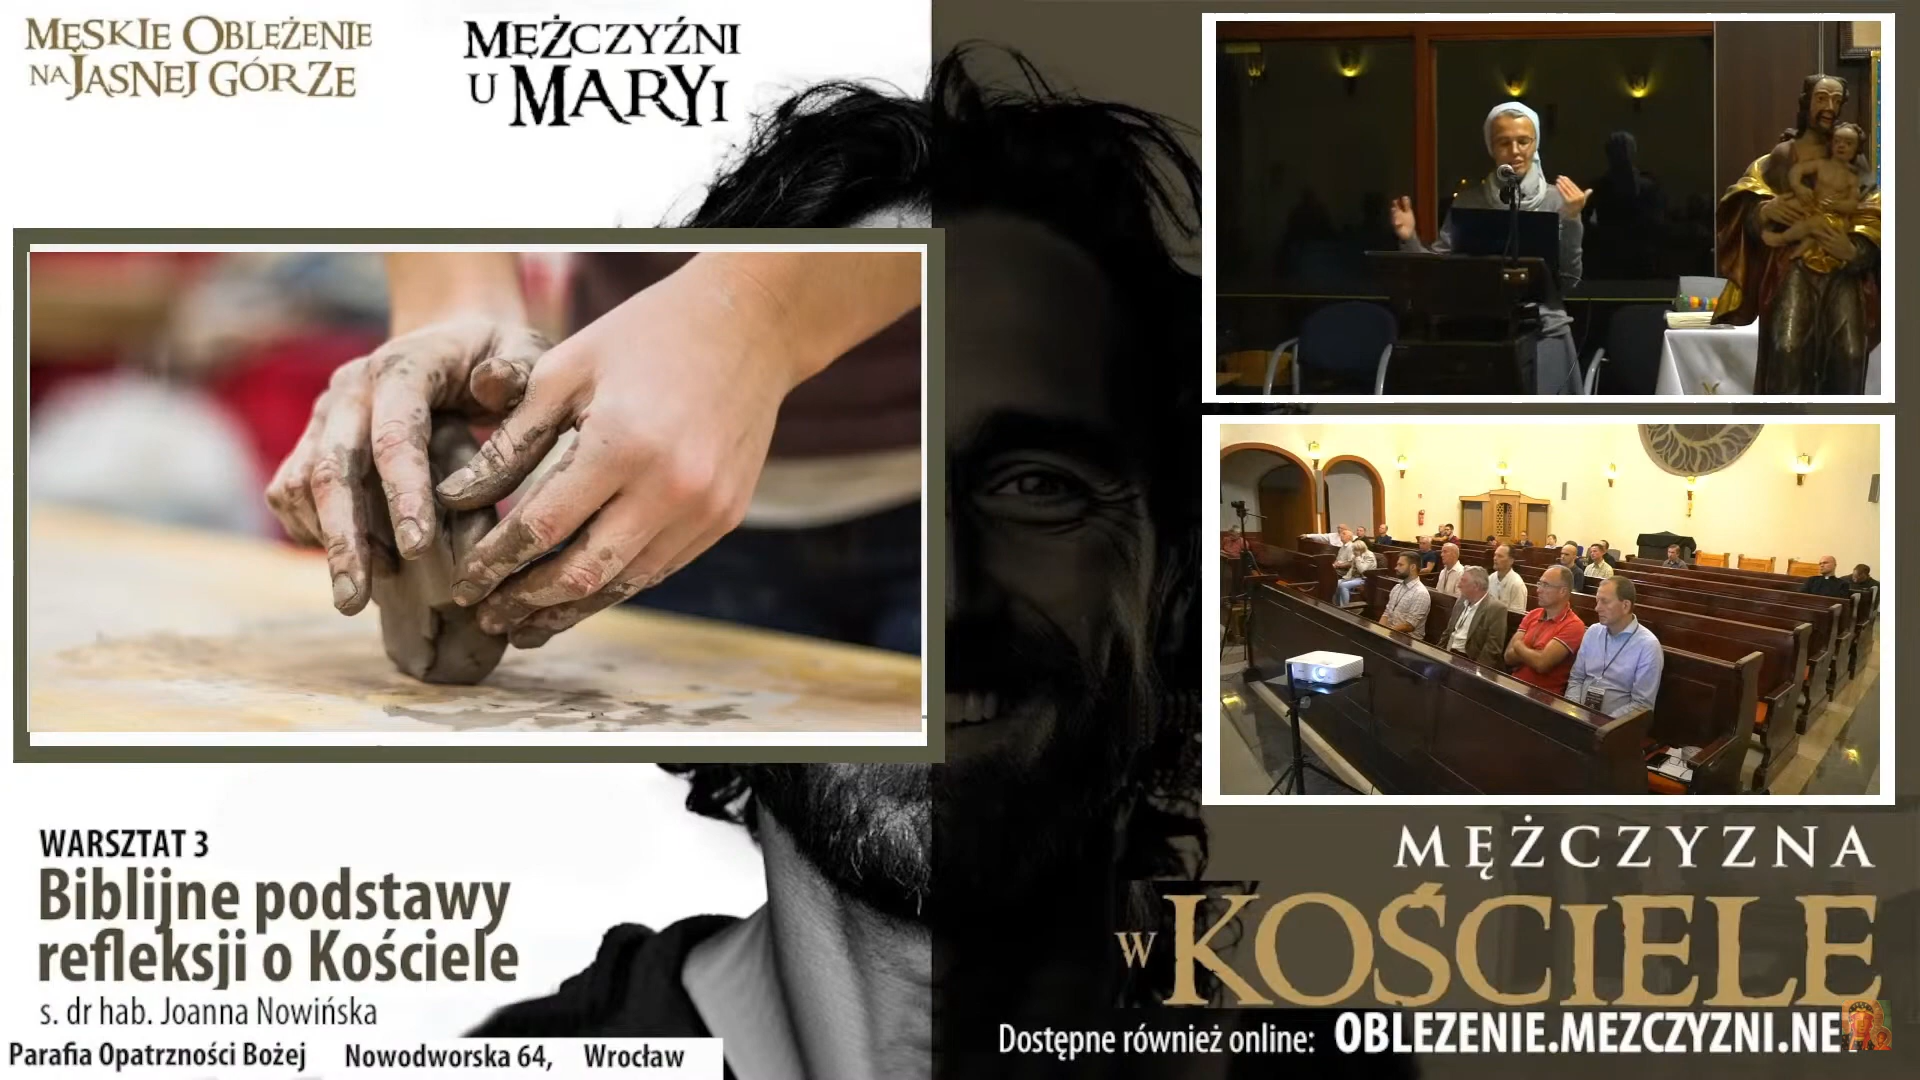 MĘSKIE OBLĘŻENIE
NA JASNEJ GÓRZE
MĘŻCZYŹNI
U MARYI
WARSZTAT 3
Biblijne podstawy
refleksji o Kościele
s. dr hab. Joanna Nowińska
Parafia Opatrzności Bożej Nowodworska 64, Wrocław
MĘŻCZYZNA
W KOŚCIELE
Dostępne również online: OBLEZENIE.MEZCZYZNI.NE